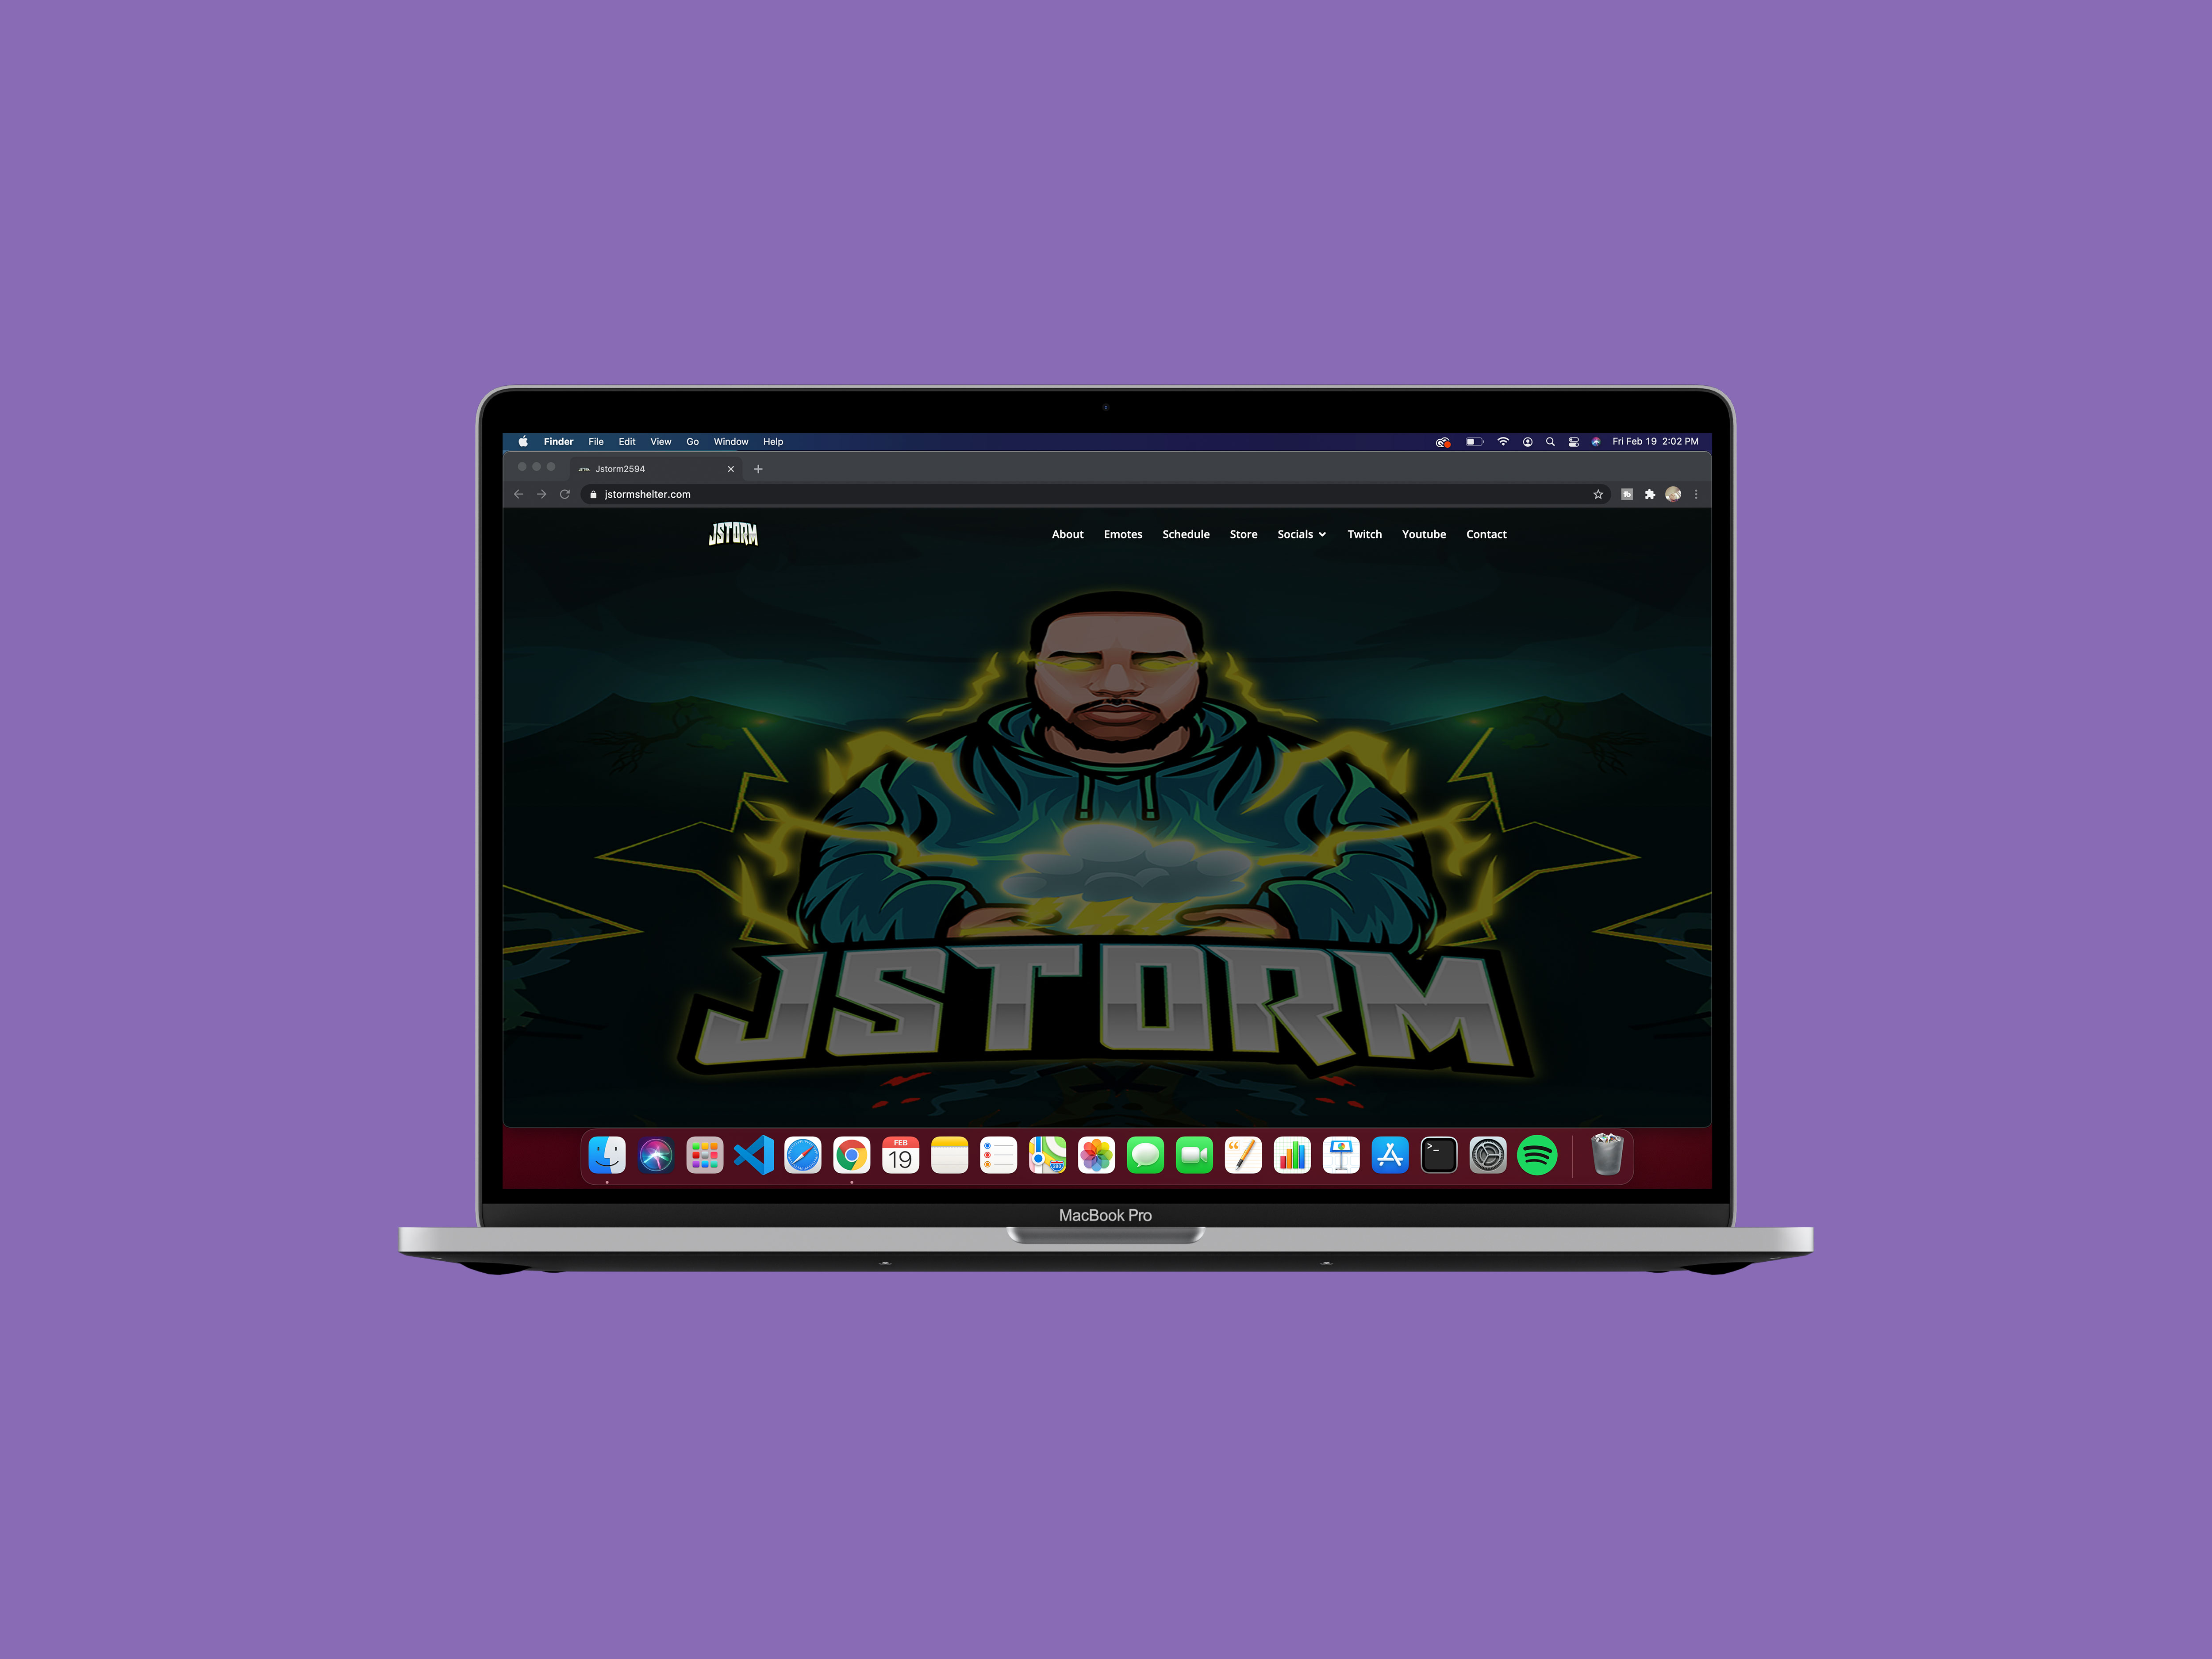 Finder File Edit View Go Window Help Fri Feb 19 2:02 PM
Jstorm2594
jstormshelter.com
JSTORM About Emotes Schedule Store Socials Twitch Youtube Contact
JSTORM
FEB
19
MacBook Pro